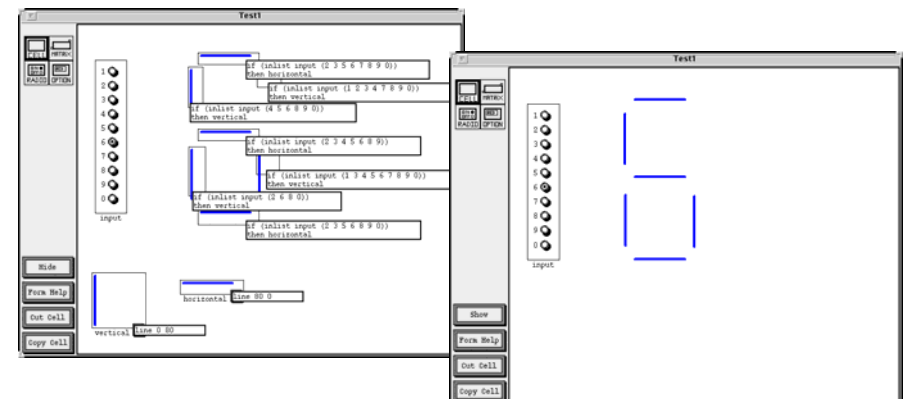 Test1
CELL MATRIX
RADIO OPTION
1
2
3
4
5
6
7
8
9
0
input
if (inlist input (2 3 5 6 7 8 9 0))
then horizontal
if (inlist input (1 2 3 4 7 8 9 0))
then vertical
if (inlist input (4 5 6 8 9 0))
then vertical
if (inlist input (2 3 4 5 6 8 9))
then horizontal
if (inlist input (1 3 4 5 6 7 8 9 0))
then vertical
if (inlist input (2 6 8 0))
then vertical
if (inlist input (2 3 5 6 8 9 0))
then horizontal
Hide
Form Help
Cut Cell
Copy Cell
vertical
line 0 80
horizontal
line 80 0
Test1
CELL MATRIX
RADIO OPTION
1
2
3
4
5
6
7
8
9
0
input
Show
Form Help
Cut Cell
Copy Cell